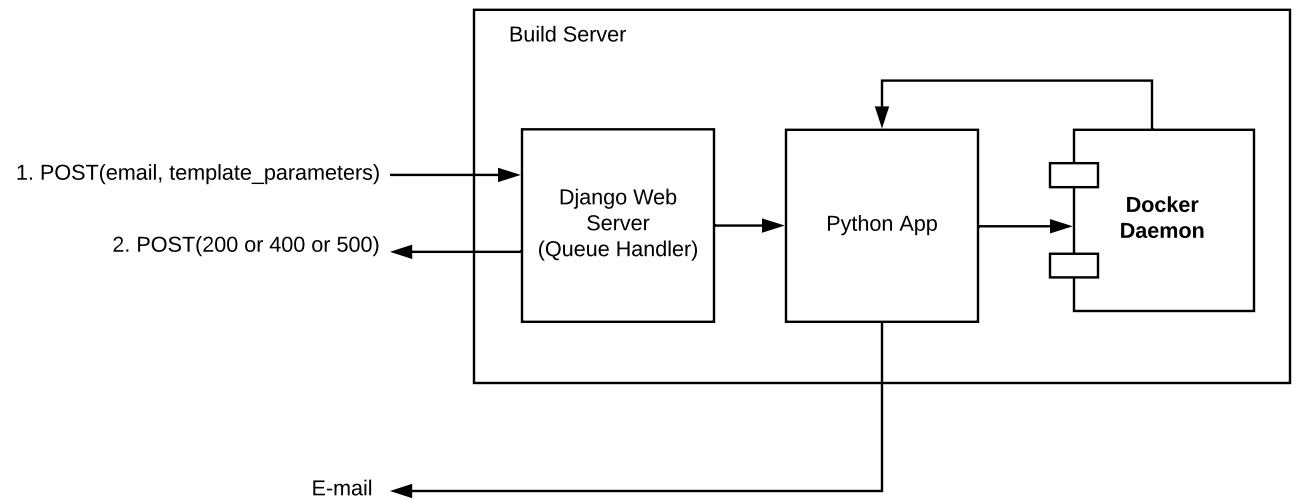 Build Server
1. POST(email, template_parameters)
2. POST(200 or 400 or 500)
Django Web
Server
(Queue Handler)
Python App
Docker
Daemon
E-mail